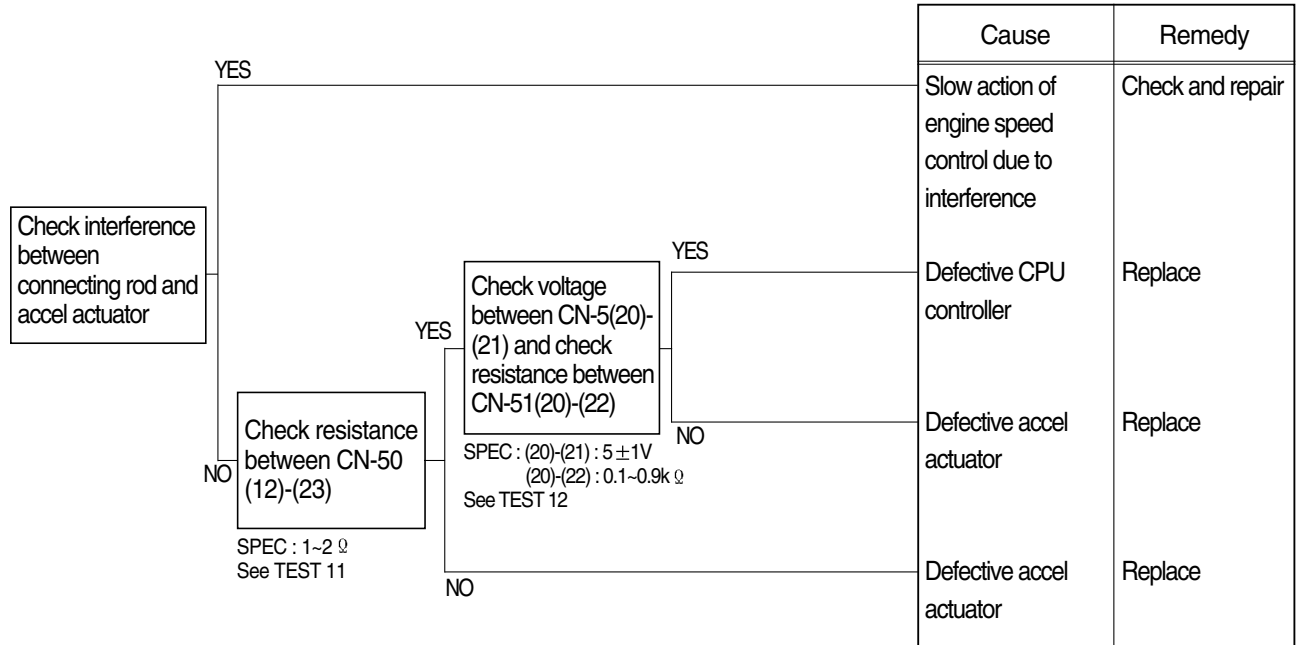 Cause
Remedy
YES
Slow action of
engine speed
control due to
interference
Check and repair
Check interference
between
connecting rod and
accel actuator
YES
Defective CPU
controller
Replace
Check voltage
between CN-5(20)-
(21) and check
resistance between
CN-51(20)-(22)
YES
NO
SPEC : (20)-(21) : 5±1V
(20)-(22) : 0.1~0.9k Ω
See TEST 12
Defective accel
actuator
Replace
Check resistance
between CN-50
(12)-(23)
NO
SPEC : 1~2 Ω
See TEST 11
NO
Defective accel
actuator
Replace